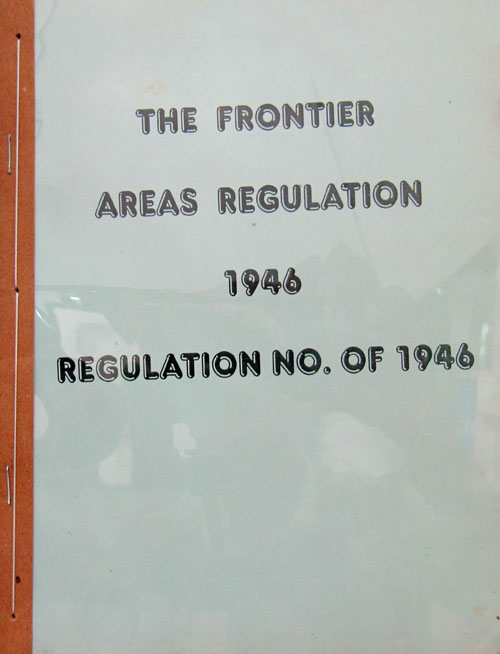 THE FRONTIER
AREAS REGULATION
1946
REGULATION NO. OF 1946